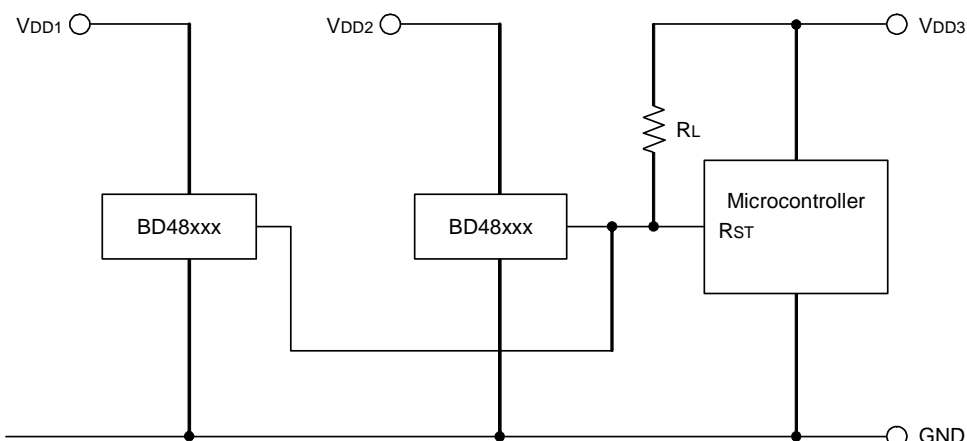 VDD1
VDD2
VDD3
RL
BD48xxx
BD48xxx
Microcontroller
RST
GND